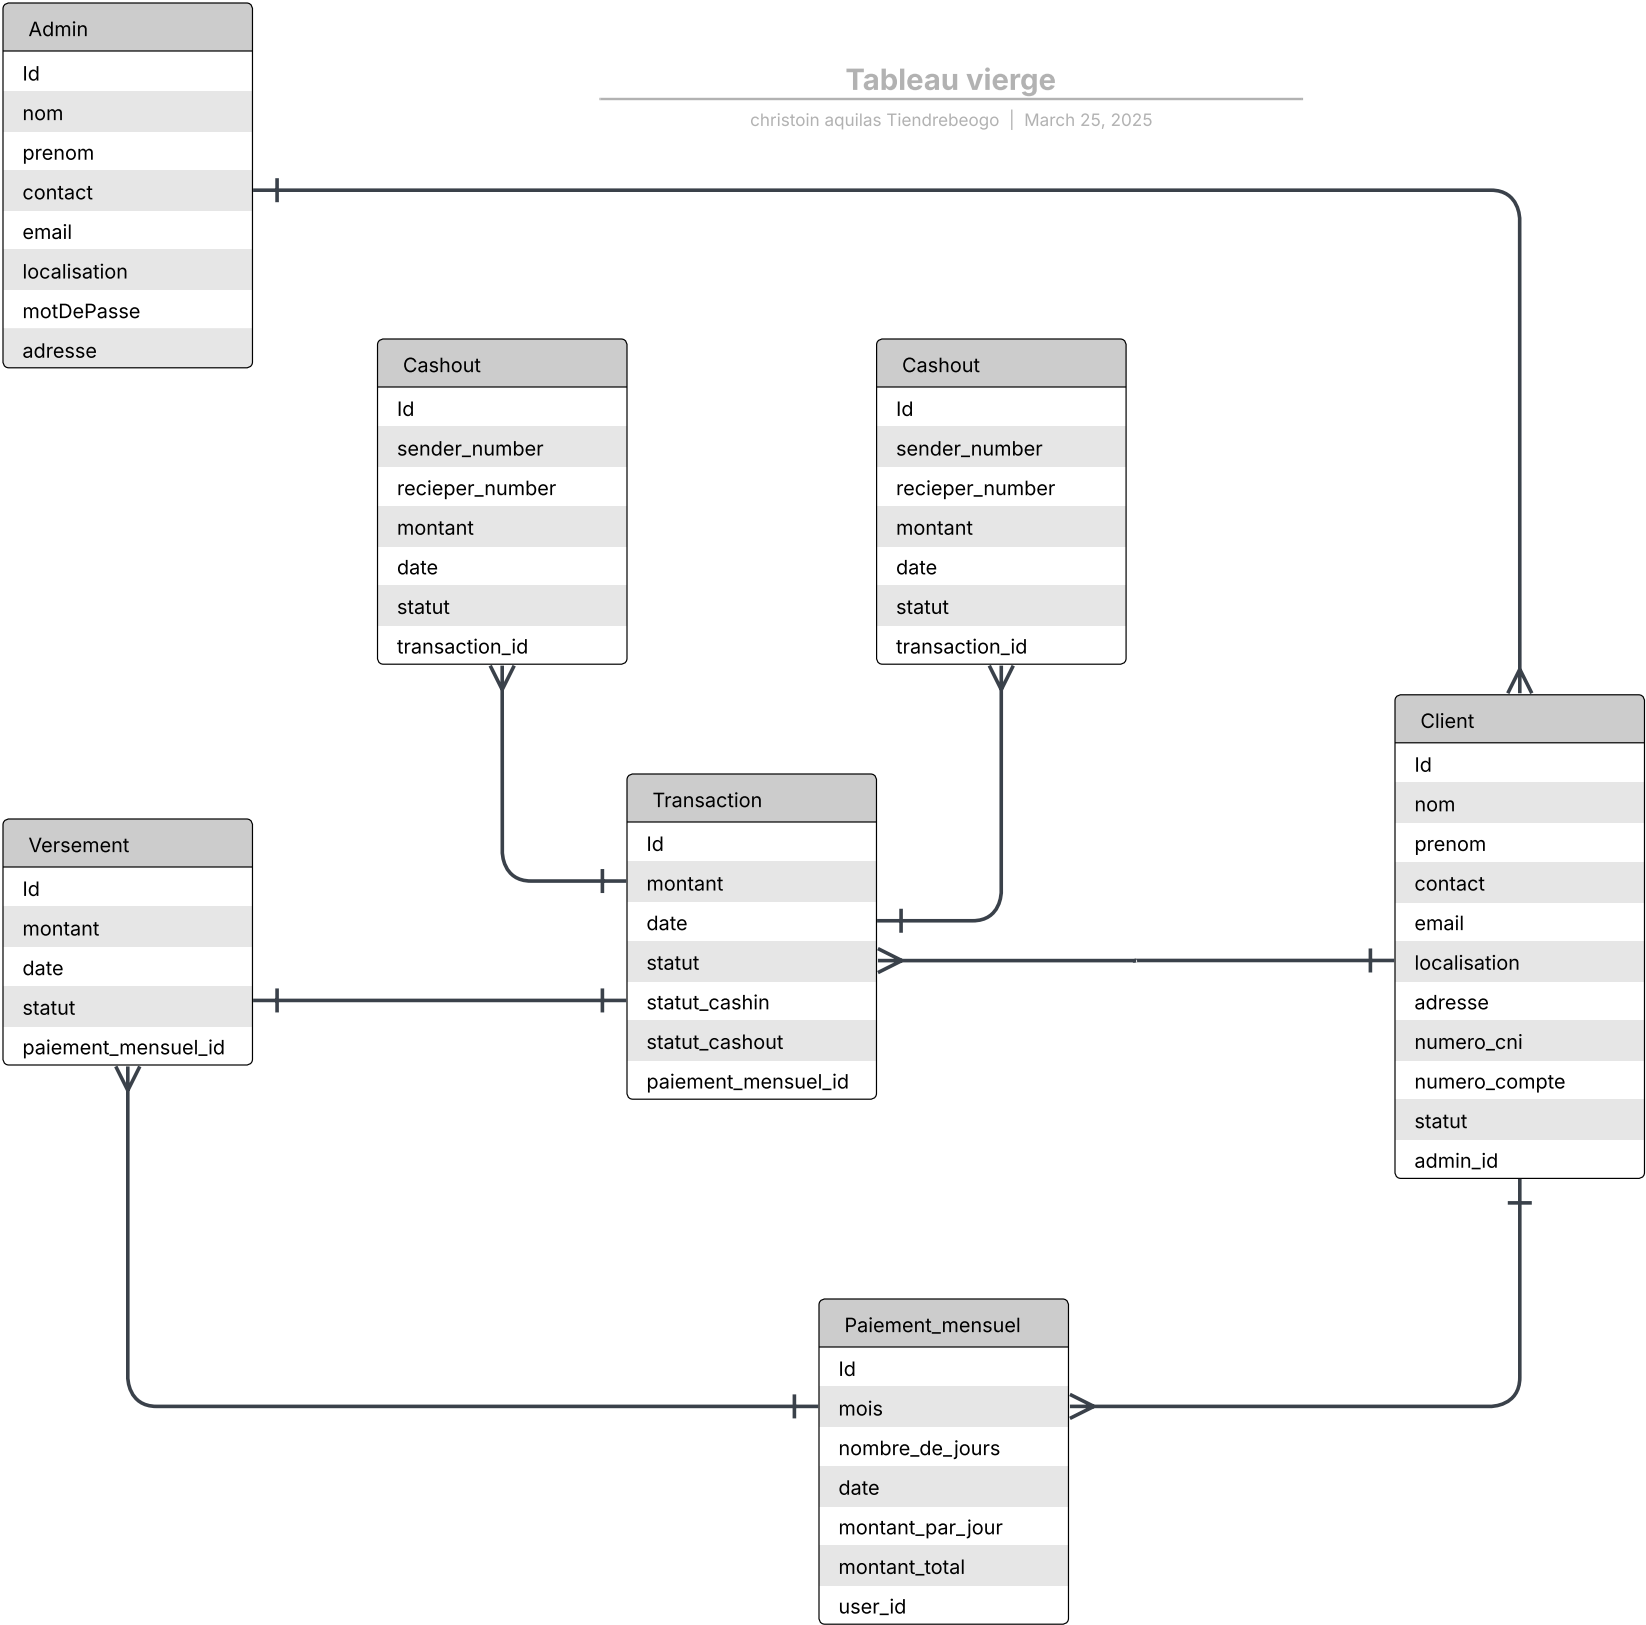 Admin
Id
nom
prenom
contact
email
localisation
motDePasse
adresse
Tableau vierge
christoin aquilas Tiendrebeogo | March 25, 2025
Cashout
Id
sender_number
recieper_number
montant
date
statut
transaction_id
Cashout
Id
sender_number
recieper_number
montant
date
statut
transaction_id
Versement
Id
montant
date
statut
paiement_mensuel_id
Transaction
Id
montant
date
statut
statut_cashin
statut_cashout
paiement_mensuel_id
Client
Id
nom
prenom
contact
email
localisation
adresse
numero_cni
numero_compte
statut
admin_id
Paiement_mensuel
Id
mois
nombre_de_jours
date
montant_par_jour
montant_total
user_id